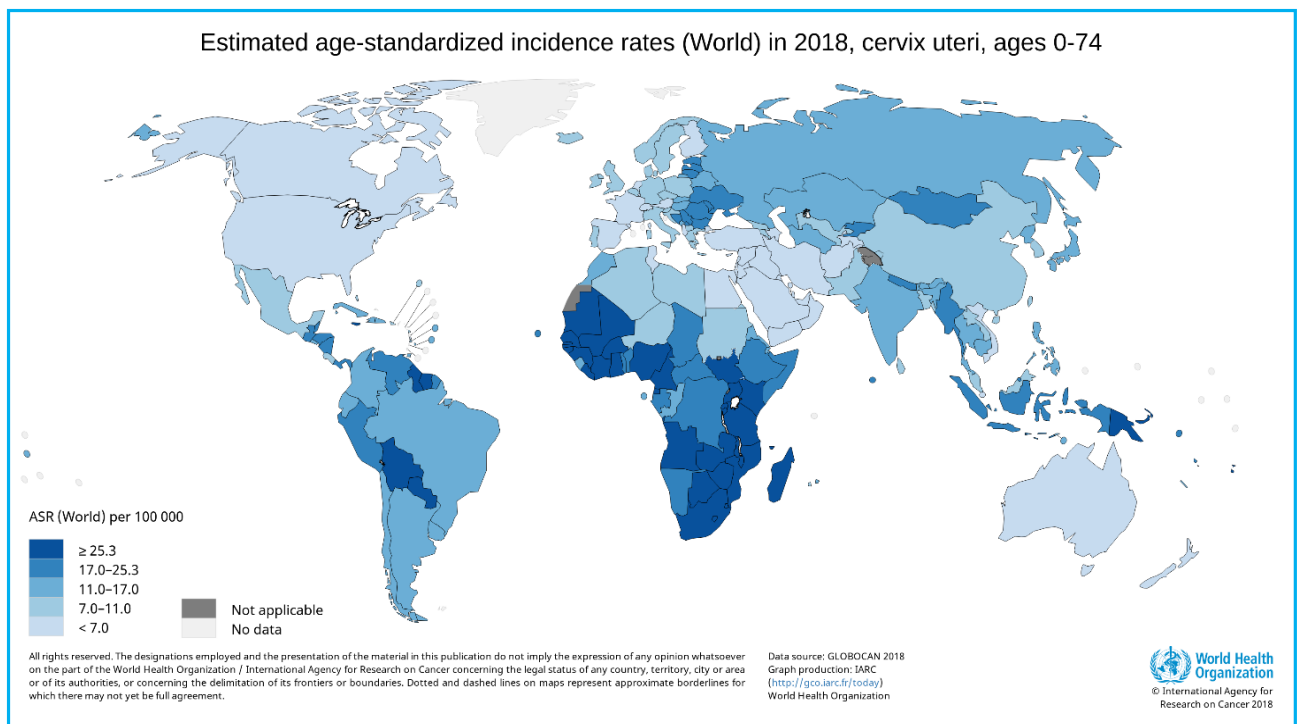 Estimated age-standardized incidence rates (World) in 2018, cervix uteri, ages 0-74
ASR (World) per 100 000
≥ 25.3
17.0–25.3
11.0–17.0
7.0–11.0
< 7.0
Not applicable
No data
All rights reserved. The designations employed and the presentation of the material in this publication do not imply the expression of any opinion whatsoever
on the part of the World Health Organization / International Agency for Research on Cancer concerning the legal status of any country, territory, city or area
or of its authorities, or concerning the delimitation of its frontiers or boundaries. Dotted and dashed lines on maps represent approximate borderlines for
which there may not yet be full agreement.
Data source: GLOBOCAN 2018
Graph production: IARC
(http://gco.iarc.fr/today)
World Health Organization
World Health
Organization
© International Agency for
Research on Cancer 2018